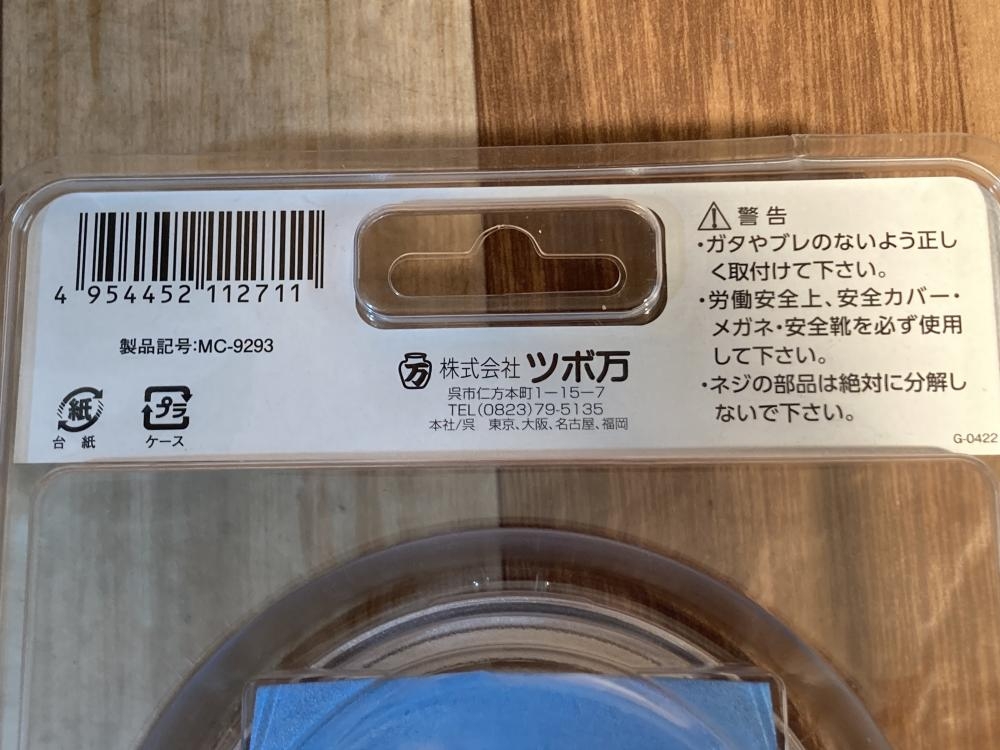 4 954452 112711
製品記号:MC-9293
紙
台 紙
プラ
ケース
万 株式会社 ツボ万
呉市仁方本町1-15-7
TEL(0823)79-5135
本社/呉 東京、大阪、名古屋、福岡
警告
・ガタやブレのないよう正し
く取付けて下さい。
・労働安全上、安全カバー・
メガネ・安全靴を必ず使用
して下さい。
・ネジの部品は絶対に分解し
ないで下さい。
G-0422